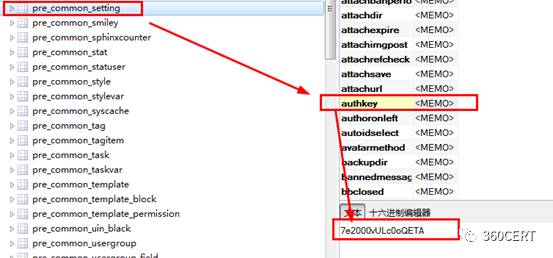 pre_common_setting
pre_common_smiley
pre_common_sphinxcounter
pre_common_stat
pre_common_statuser
pre_common_style
pre_common_stylevar
pre_common_syscache
pre_common_tag
pre_common_tagitem
pre_common_task
pre_common_taskvar
pre_common_template
pre_common_template_block
pre_common_template_permission
pre_common_uin_black
pre_common_usergroup
pre_common_usergroup_field
attachbanperio <MEMO>
attachdir <MEMO>
attachexpire <MEMO>
attachimgpost <MEMO>
attachrefcheck <MEMO>
attachsave <MEMO>
attachurl <MEMO>
authkey <MEMO>
authoronleft <MEMO>
autoidselect <MEMO>
avatarmethod <MEMO>
backupdir <MEMO>
bannedmessag <MEMO>
bbclosed <MEMO>
文本 十六进制编辑器
7e2000vULc0oQETA
360CERT